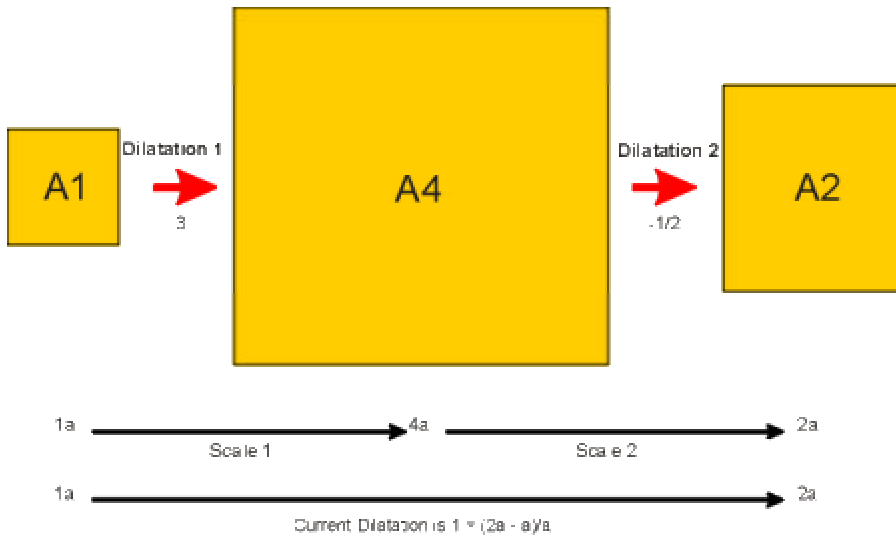 A1
Dilatation 1
3
A4
Dilatation 2
-1/2
A2
1a
Scale 1
4a
Scale 2
2a
1a
2a
Current Dilatation is 1 = (2a - a)/a